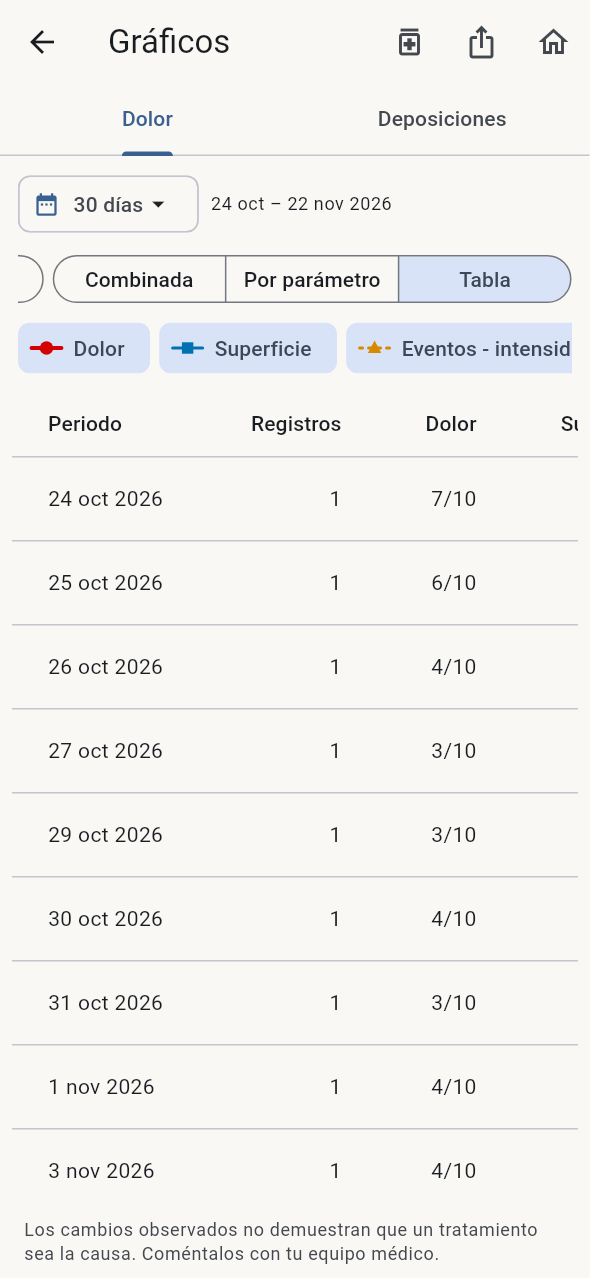 Gráficos
Dolor Deposiciones
30 días 24 oct – 22 nov 2026
Combinada Por parámetro Tabla
Dolor Superficie Eventos - intensid
Periodo Registros Dolor Su
24 oct 2026 1 7/10
25 oct 2026 1 6/10
26 oct 2026 1 4/10
27 oct 2026 1 3/10
29 oct 2026 1 3/10
30 oct 2026 1 4/10
31 oct 2026 1 3/10
1 nov 2026 1 4/10
3 nov 2026 1 4/10
Los cambios observados no demuestran que un tratamiento
sea la causa. Coméntalos con tu equipo médico.